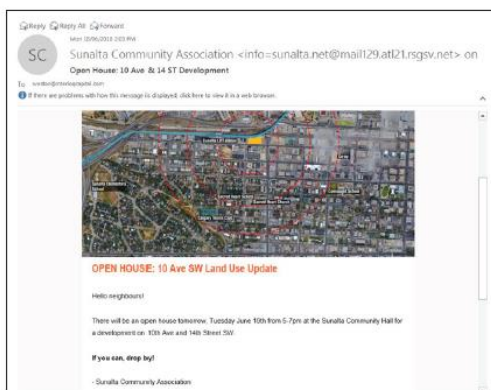 Reply Reply All Forward
SC
Sunalta Community Association <info=sunalta.net@mail129.atl21.rsgsv.net> on
Open House: 10 Ave & 14 ST Development
To
If there are problems with how this message is displayed, click here to view it in a web browser.
OPEN HOUSE: 10 Ave SW Land Use Update
Hello neighbours!
There will be an open house tomorrow, Tuesday June 19th from 5-7pm at the Sunalta Community Hall for
a development on 10th Ave and 14th Street SW.
If you can, drop by!
- Sunalta Community Association